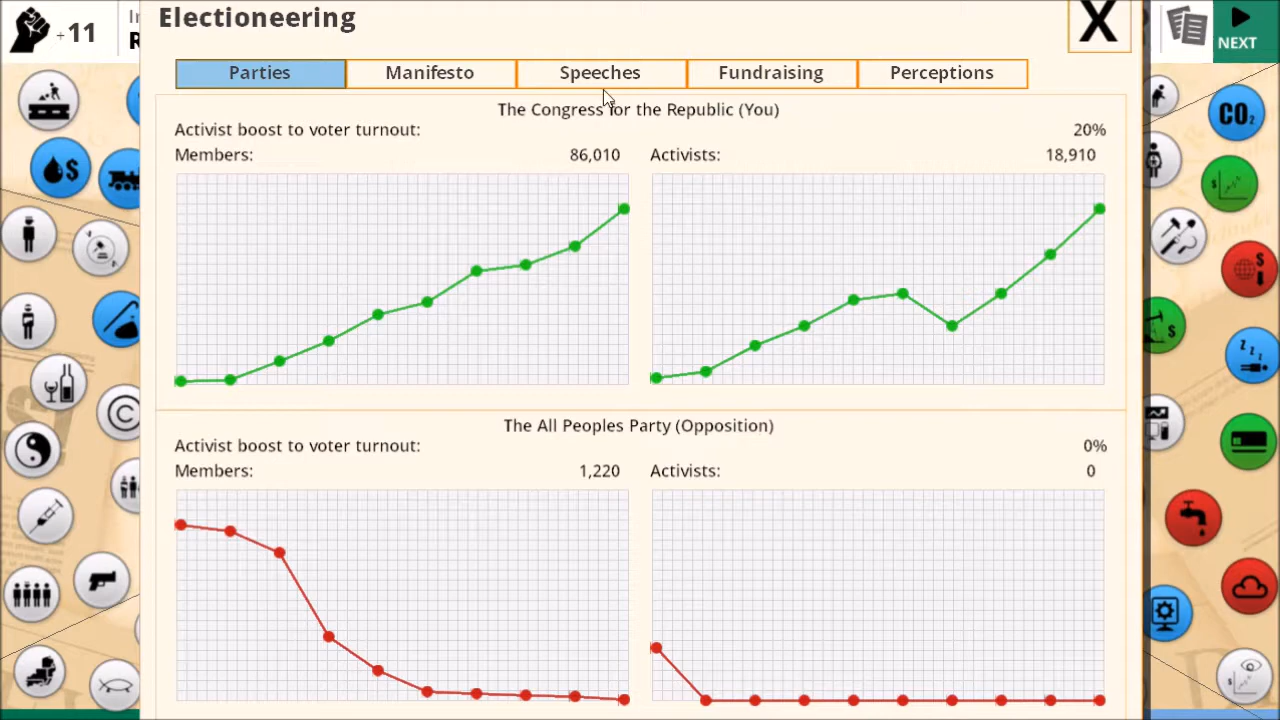 Electioneering
X
+11
NEXT
Parties
Manifesto
Speeches
Fundraising
Perceptions
The Congress for the Republic (You)
Activist boost to voter turnout:
20%
Members:
86,010
Activists:
18,910
The All Peoples Party (Opposition)
Activist boost to voter turnout:
0%
Members:
1,220
Activists:
0
CO₂
$
$
$
$
z z z
C